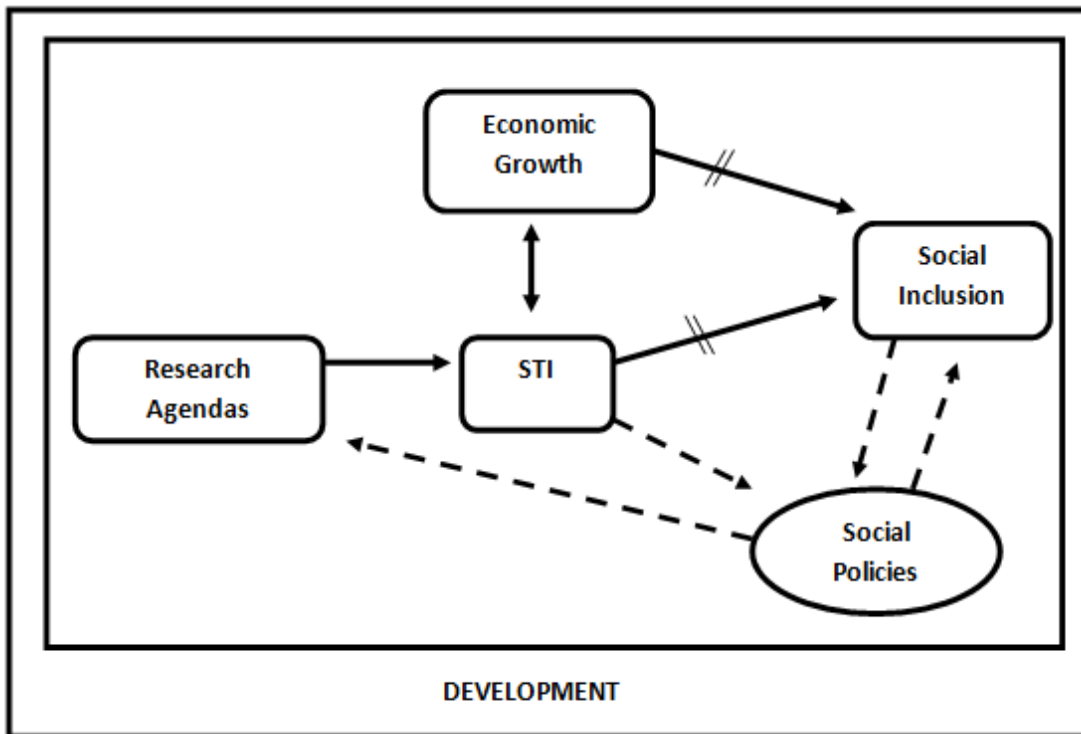 Economic
Growth
Social
Inclusion
Research
Agendas
STI
Social
Policies
DEVELOPMENT